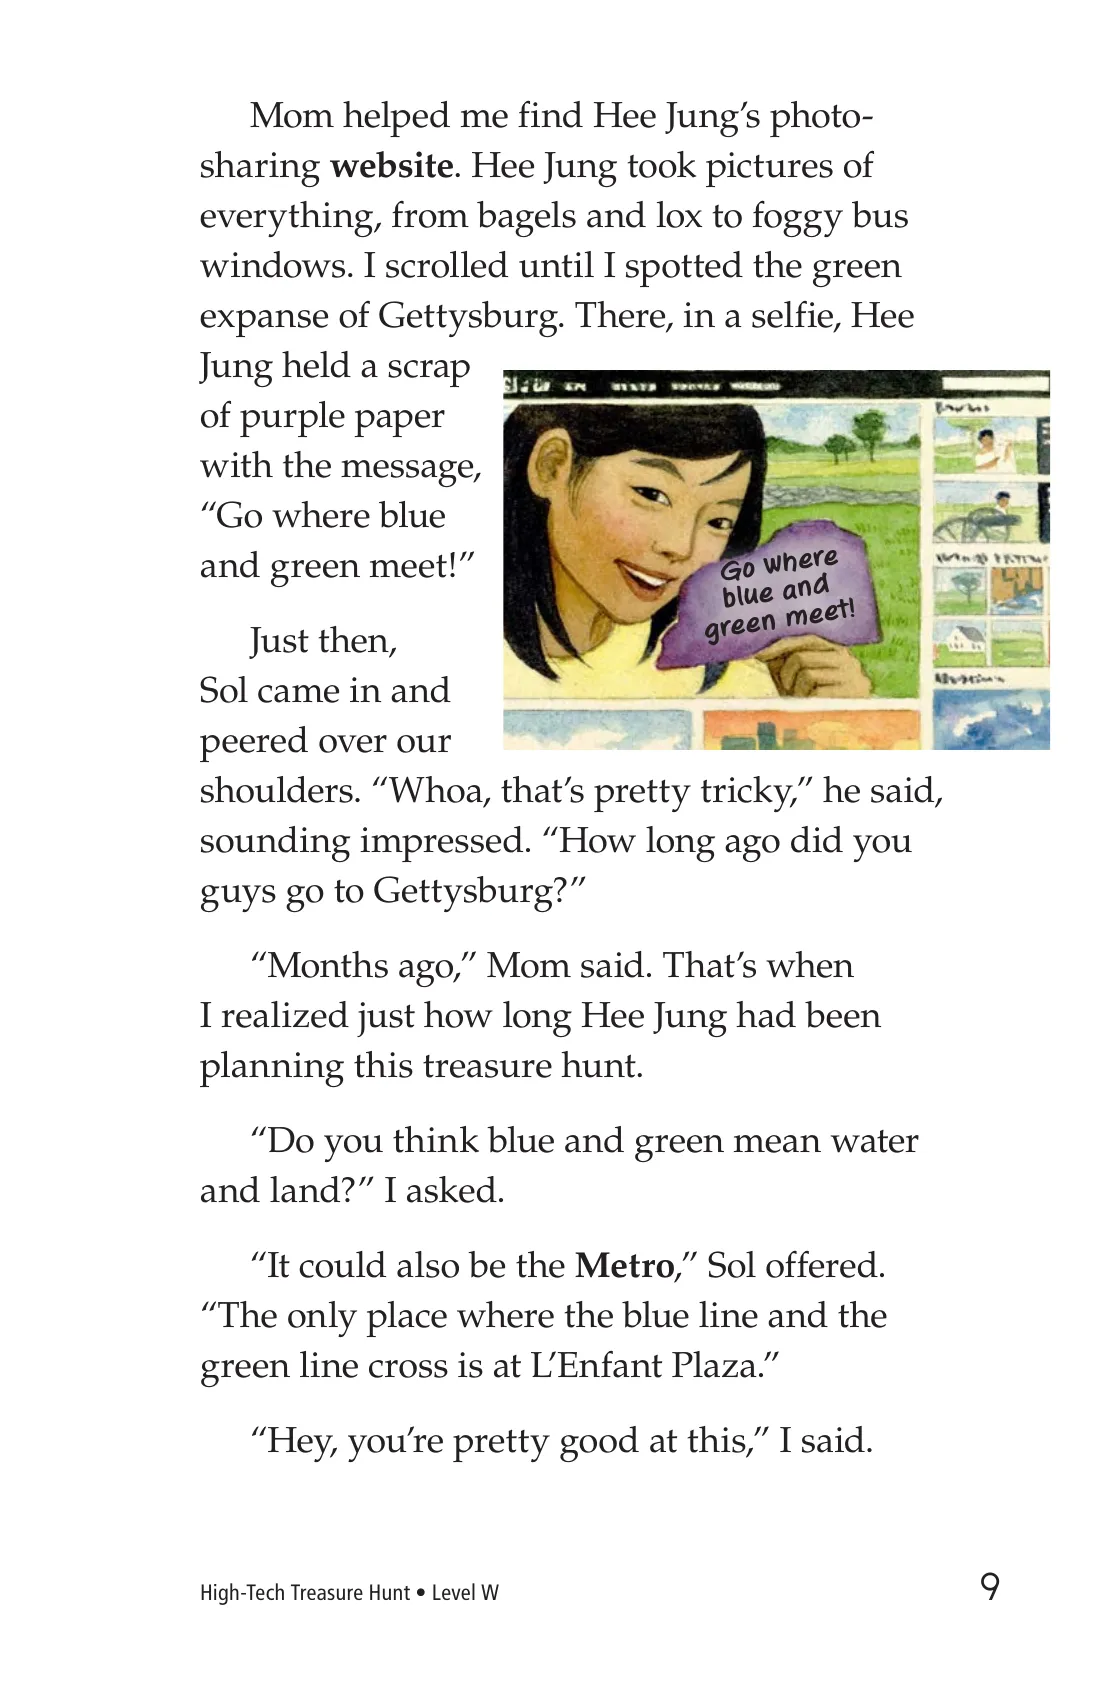 Mom helped me find Hee Jung’s photo-
sharing website. Hee Jung took pictures of
everything, from bagels and lox to foggy bus
windows. I scrolled until I spotted the green
expanse of Gettysburg. There, in a selfie, Hee
Jung held a scrap
of purple paper
with the message,
“Go where blue
and green meet!”
Go where
blue and
green meet!
Just then,
Sol came in and
peered over our
shoulders. “Whoa, that’s pretty tricky,” he said,
sounding impressed. “How long ago did you
guys go to Gettysburg?”
“Months ago,” Mom said. That’s when
I realized just how long Hee Jung had been
planning this treasure hunt.
“Do you think blue and green mean water
and land?” I asked.
“It could also be the Metro,” Sol offered.
“The only place where the blue line and the
green line cross is at L’Enfant Plaza.”
“Hey, you’re pretty good at this,” I said.
High-Tech Treasure Hunt • Level W
9